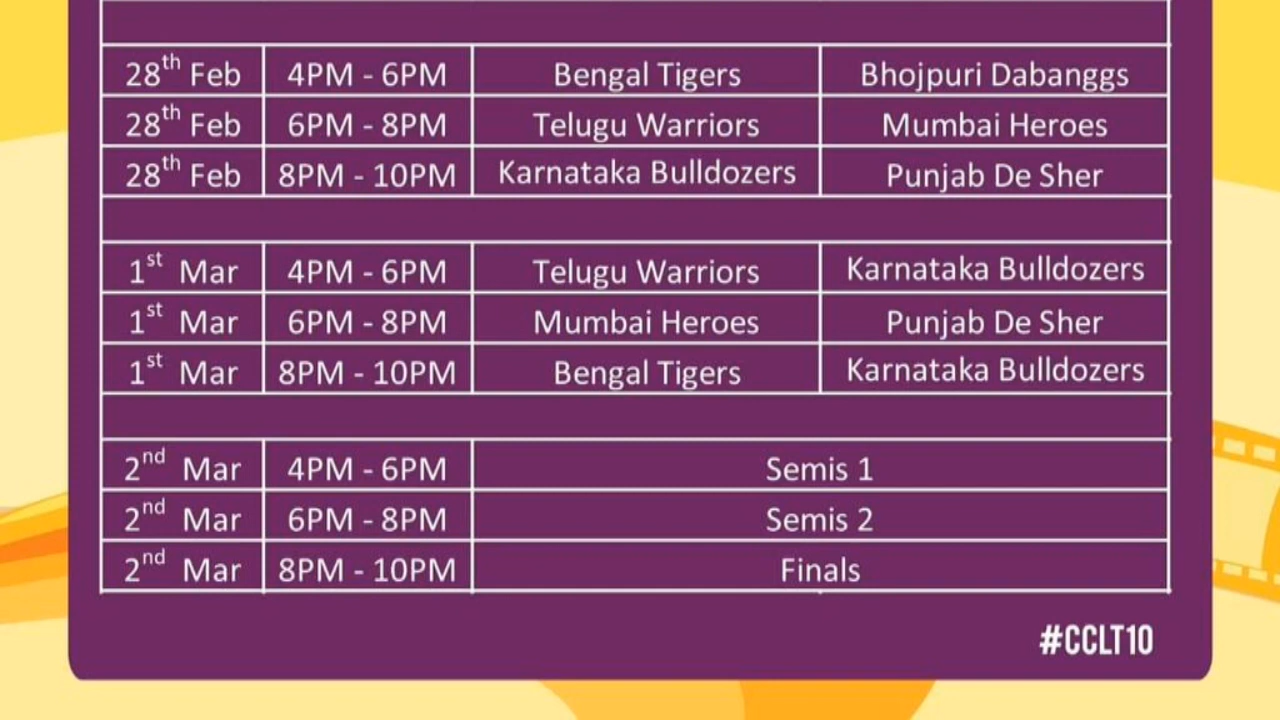 28th Feb 4PM - 6PM Bengal Tigers Bhojpuri Dabanggs
28th Feb 6PM - 8PM Telugu Warriors Mumbai Heroes
28th Feb 8PM - 10PM Karnataka Bulldozers Punjab De Sher
1st Mar 4PM - 6PM Telugu Warriors Karnataka Bulldozers
1st Mar 6PM - 8PM Mumbai Heroes Punjab De Sher
1st Mar 8PM - 10PM Bengal Tigers Karnataka Bulldozers
2nd Mar 4PM - 6PM Semis 1
2nd Mar 6PM - 8PM Semis 2
2nd Mar 8PM - 10PM Finals
#CCLT10